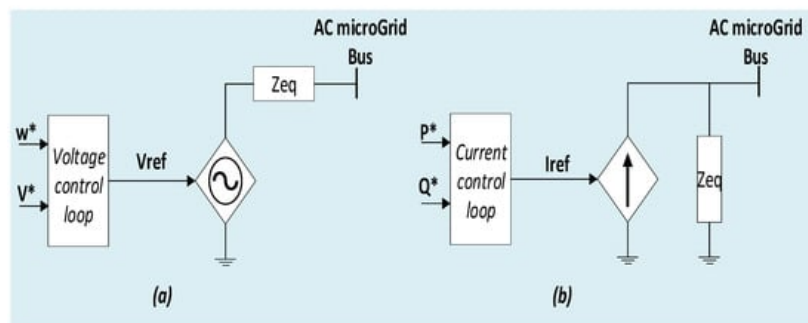 AC microGrid
Bus
Zeq
w*
V*
Voltage
control
loop
Vref
(a)
AC microGrid
Bus
P*
Q*
Current
control
loop
Iref
Zeq
(b)